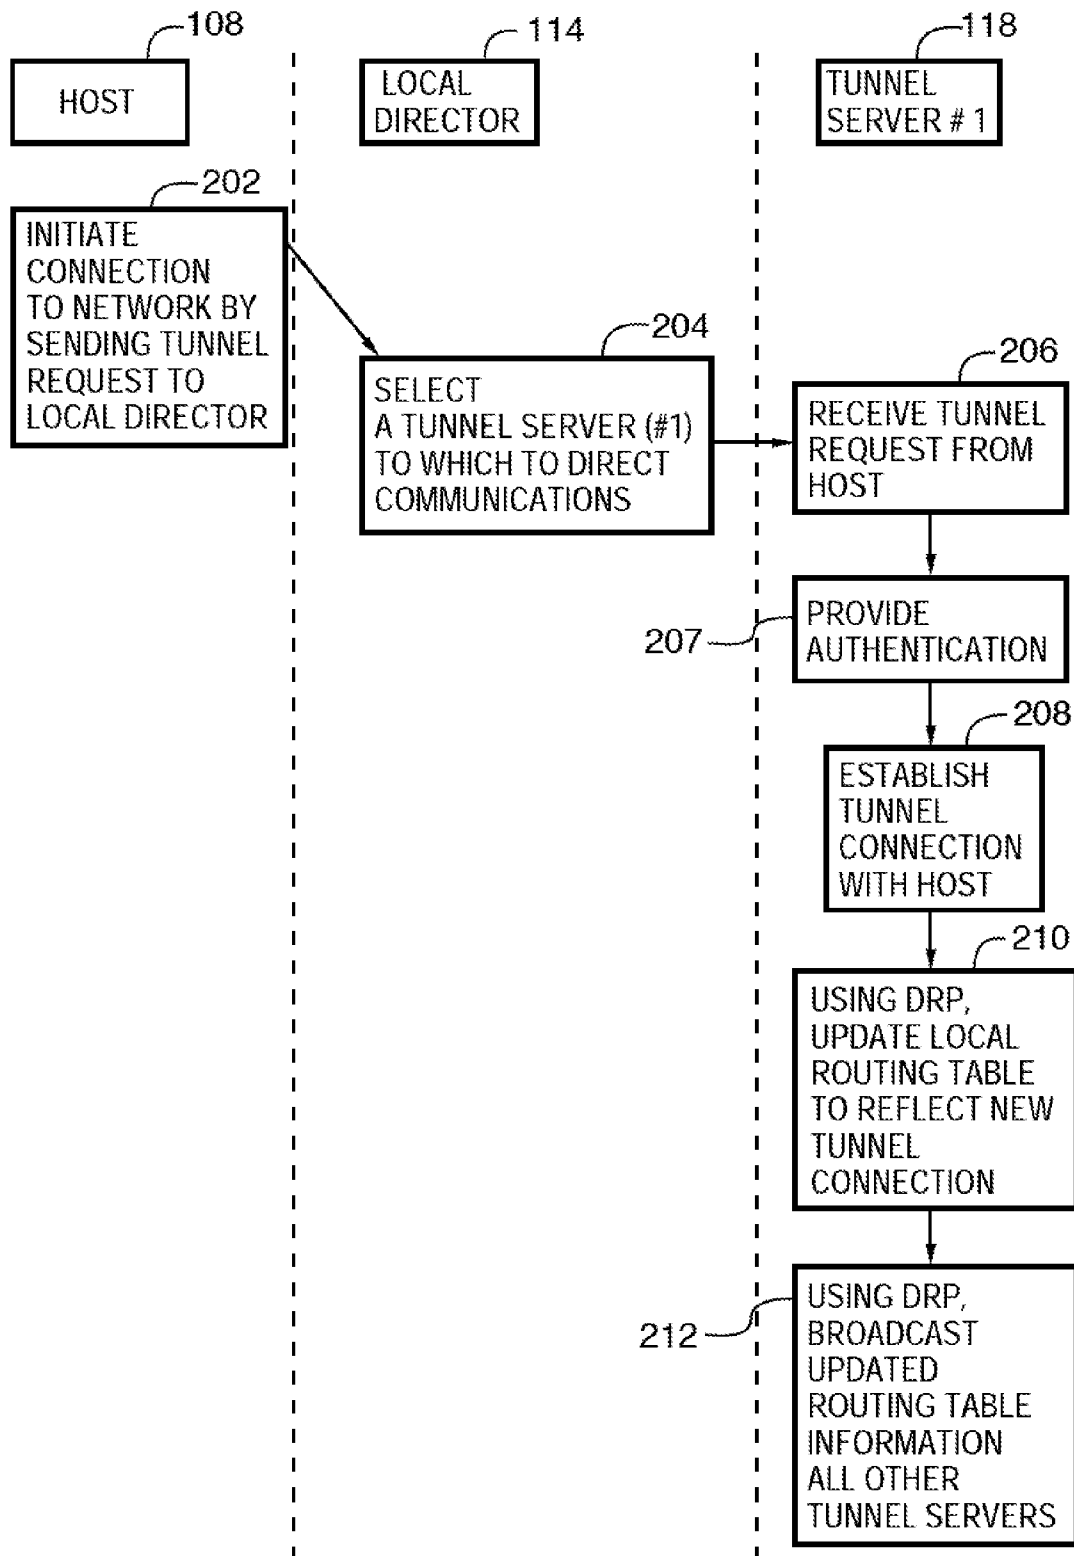 108
HOST
114
LOCAL
DIRECTOR
118
TUNNEL
SERVER # 1
202
INITIATE
CONNECTION
TO NETWORK BY
SENDING TUNNEL
REQUEST TO
LOCAL DIRECTOR
204
SELECT
A TUNNEL SERVER (#1)
TO WHICH TO DIRECT
COMMUNICATIONS
206
RECEIVE TUNNEL
REQUEST FROM
HOST
207
PROVIDE
AUTHENTICATION
208
ESTABLISH
TUNNEL
CONNECTION
WITH HOST
210
USING DRP,
UPDATE LOCAL
ROUTING TABLE
TO REFLECT NEW
TUNNEL
CONNECTION
212
USING DRP,
BROADCAST
UPDATED
ROUTING TABLE
INFORMATION
ALL OTHER
TUNNEL SERVERS